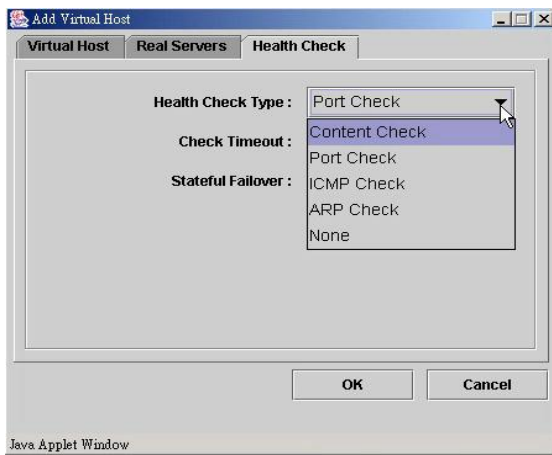 Add Virtual Host
Virtual Host Real Servers Health Check
Health Check Type : Port Check
Content Check
Check Timeout :
Port Check
Stateful Failover : ICMP Check
ARP Check
None
OK Cancel
Java Applet Window